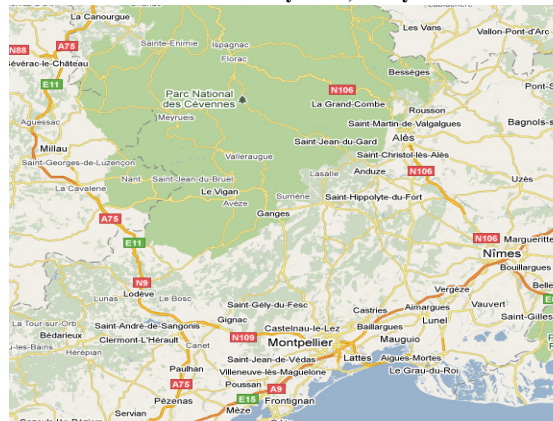 La Canourgue
Les Vans
Vallon-Pont-d'Arc
A75
N88
Sainte-Enimie
Ispagnac
Florac
Sévérac-le-Château
Bessèges
E11
N106
Pont-S
Parc National
des Cévennes
La Grand-Combe
Rousson
Aguessac
Meyrueis
Saint-Martin-de-Valgalgues
Bagnols-s
Millau
Saint-Jean-du-Gard
Alès
Saint-Georges-de-Luzençon
Valleraugue
Saint-Christol-lès-Alès
Nant
Saint-Jean-du-Bruel
Lasalle
Anduze
N106
La Cavalerie
Le Vigan
Uzès
Avèze
Sumène
Saint-Hippolyte-du-Fort
A75
Ganges
E11
N106
Margueritte
Nîmes
N9
Bouillargues
Lodève
Vergèze
Belle
Lunas
Le Bosc
Saint-Gély-du-Fesc
Aimargues
Vauvert
Castries
Gignac
Lunel
Saint-Gilles
La Tour-sur-Orb
Saint-André-de-Sangonis
Castelnau-le-Lez
Baillargues
Bédarieux
Clermont-L'Hérault
N109
Montpellier
Mauguio
u-les-Bains
Hérépian
Canet
Saint-Jean-de-Védas
Lattes
Aigues-Mortes
Paulhan
Villeneuve-lès-Maguelone
Le Grau-du-Roi
A75
Poussan
A9
Pézenas
E15
Frontignan
Servian
Mèze